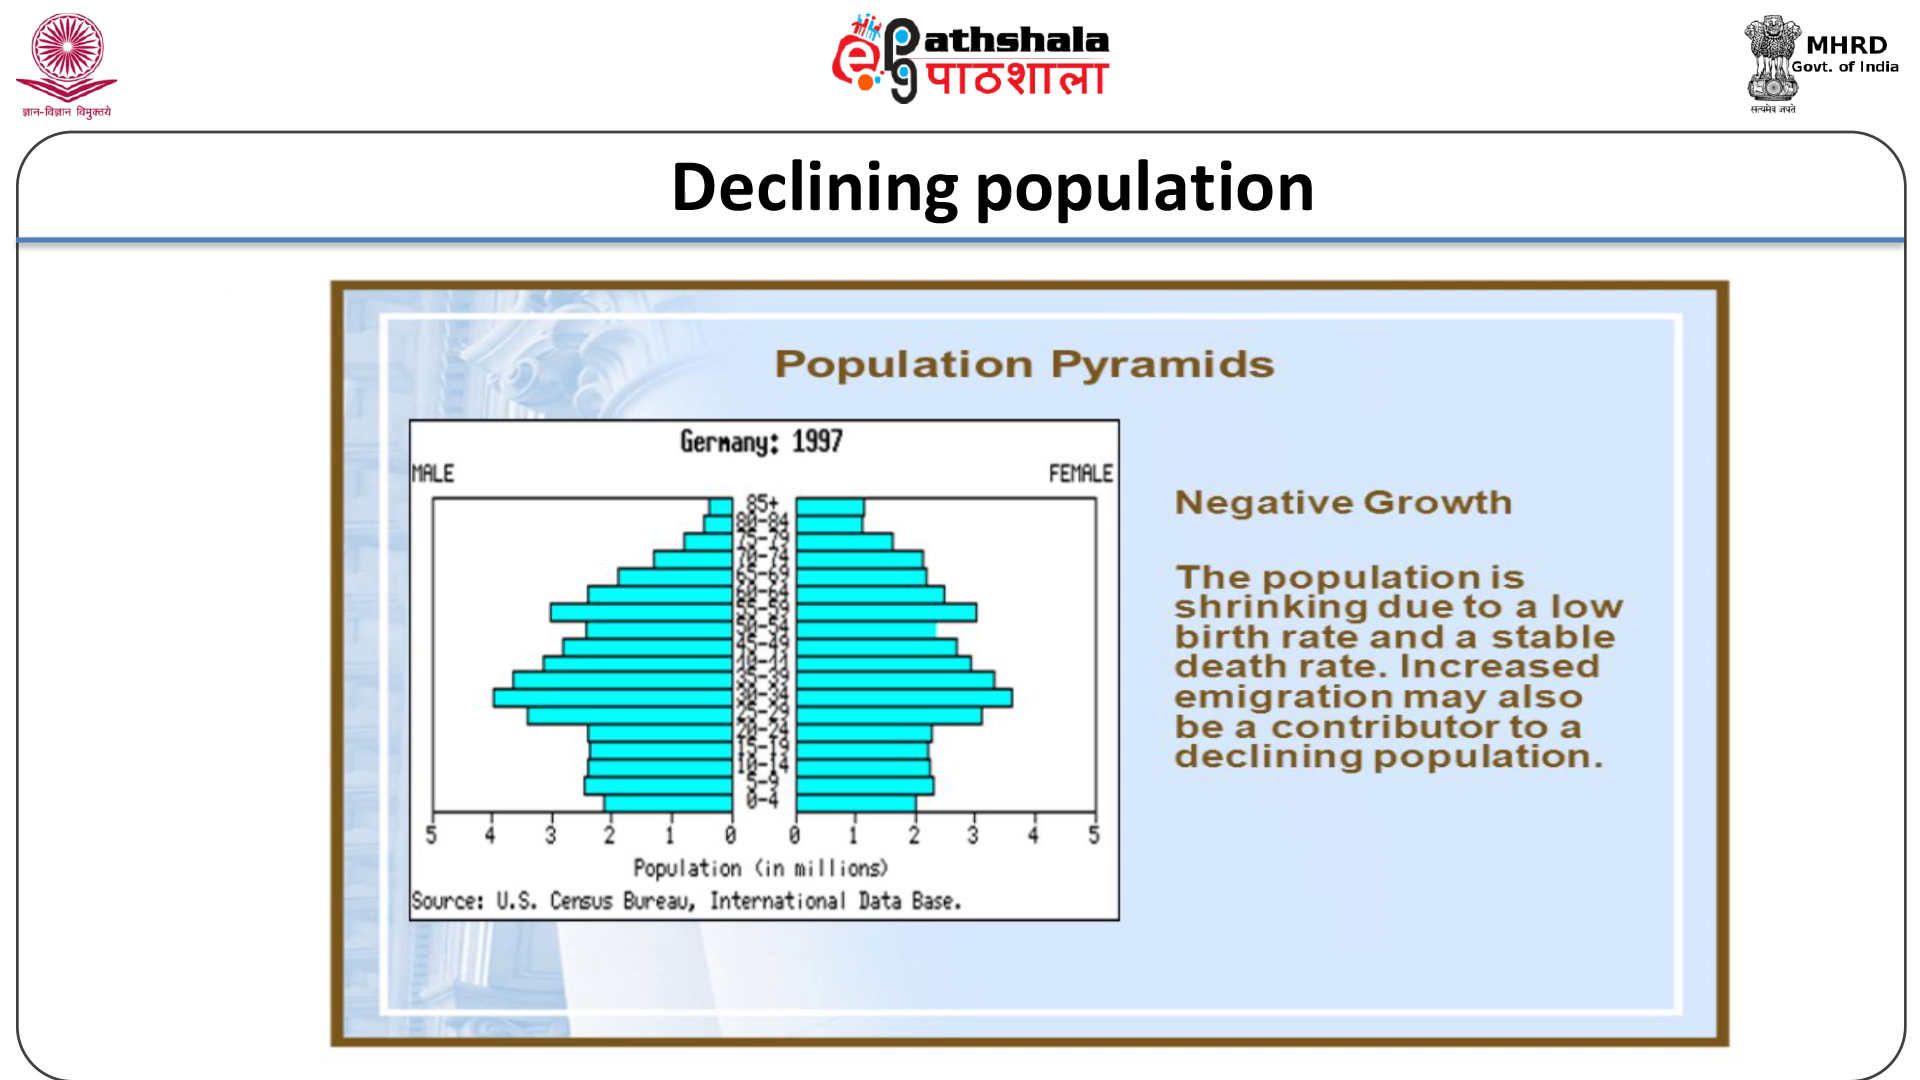 ज्ञान-विज्ञान विमुक्तये
e pg Pathshala
पाठशाला
MHRD
Govt. of India
सत्यमेव जयते
Declining population
Population Pyramids
Germany: 1997
MALE
FEMALE
85+
80-84
75-79
70-74
65-69
60-64
55-59
50-54
45-49
35-39
30-34
25-29
20-24
15-19
10-14
5-9
0-4
5 4 3 2 1 0 0 1 2 3 4 5
Population (in millions)
Source: U.S. Census Bureau, International Data Base.
Negative Growth
The population is
shrinking due to a low
birth rate and a stable
death rate. Increased
emigration may also
be a contributor to a
declining population.